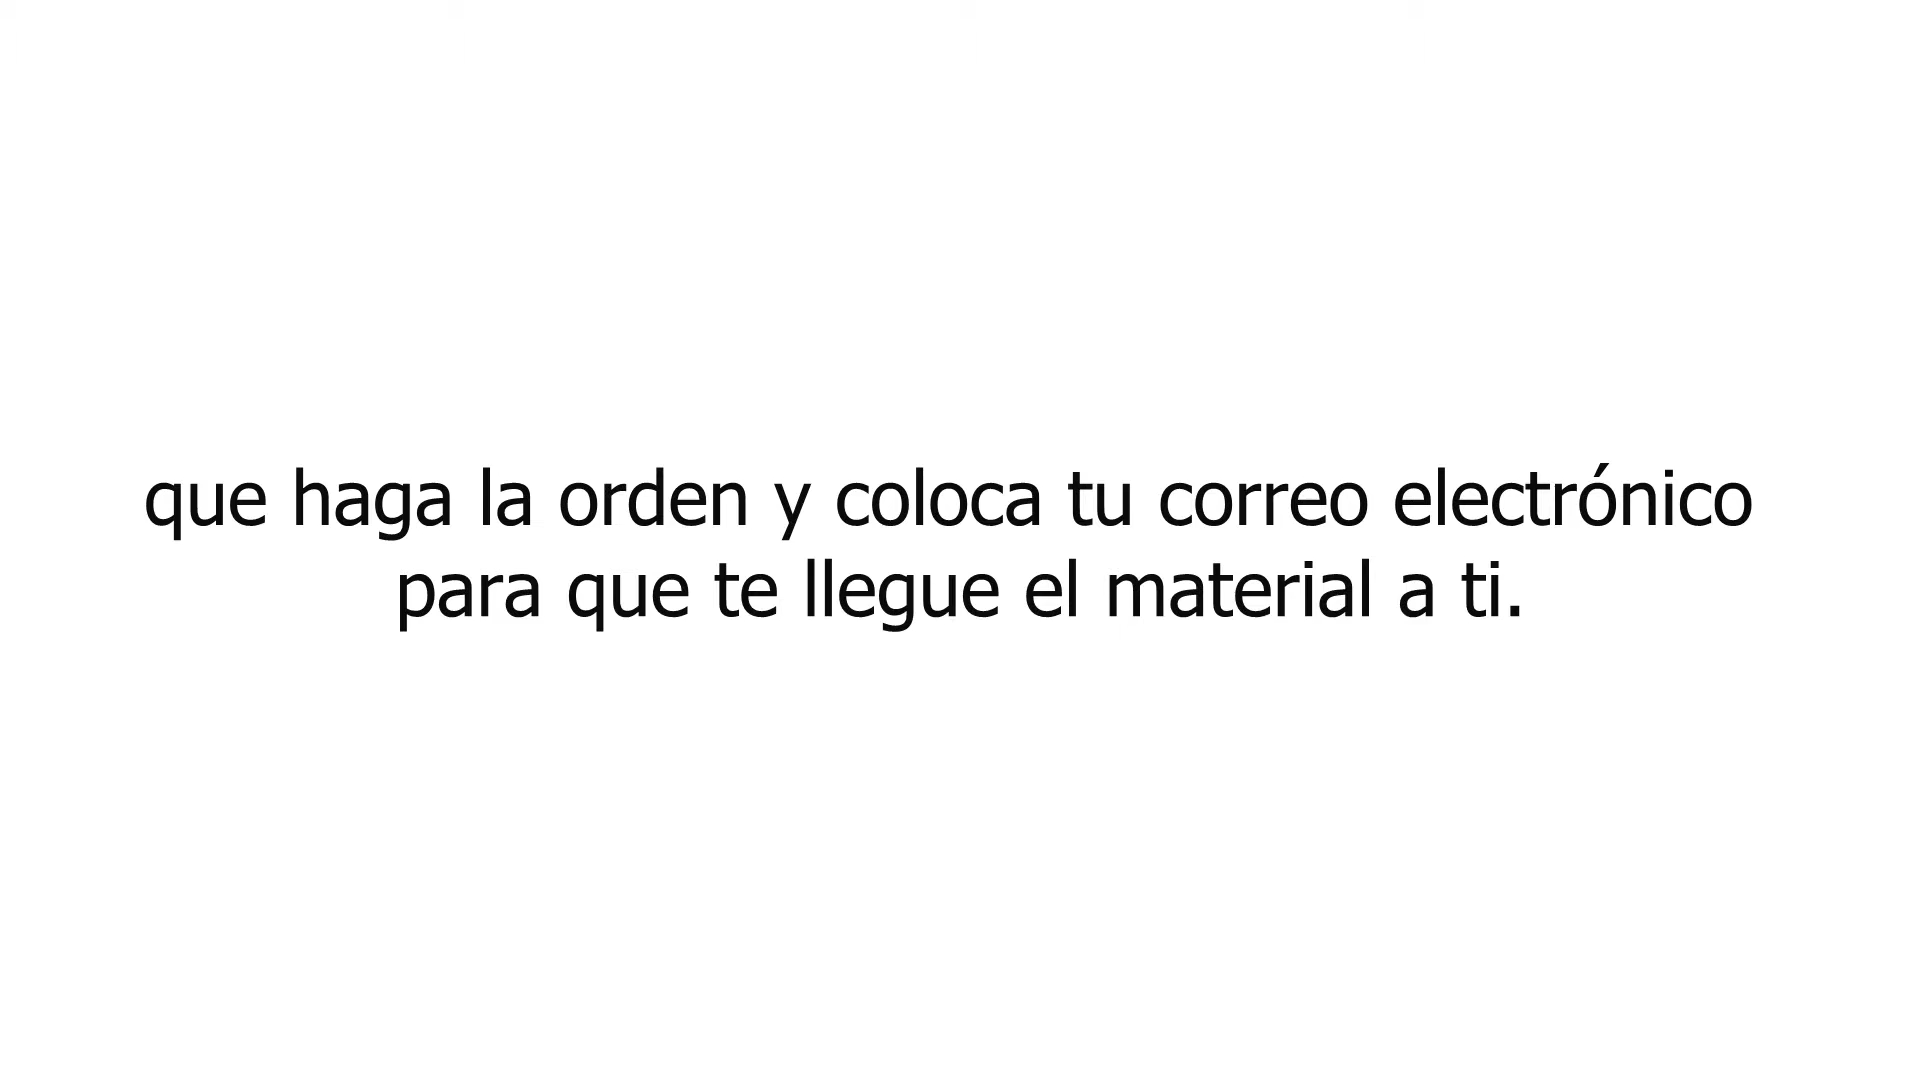 que haga la orden y coloca tu correo electrónico
para que te llegue el material a ti.